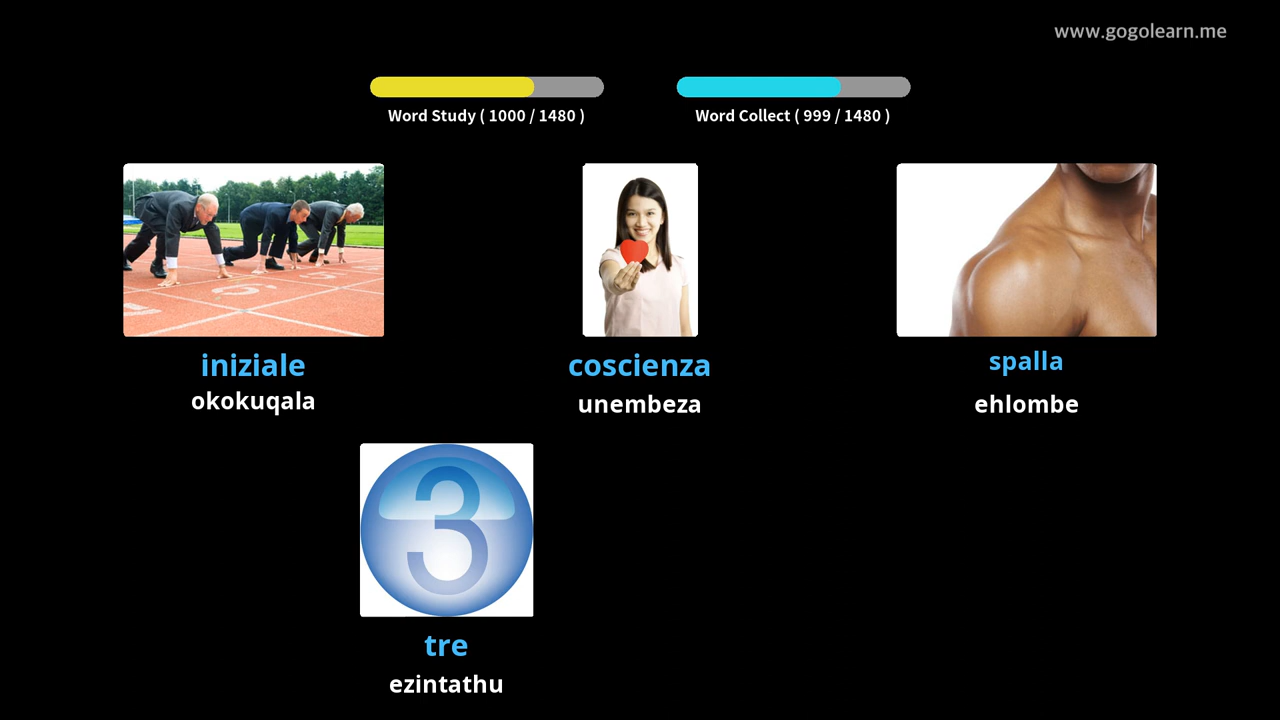 www.gogolearn.me
Word Study ( 1000 / 1480 )
Word Collect ( 999 / 1480 )
iniziale
okokuqala
coscienza
unembeza
spalla
ehlombe
3
tre
ezintathu